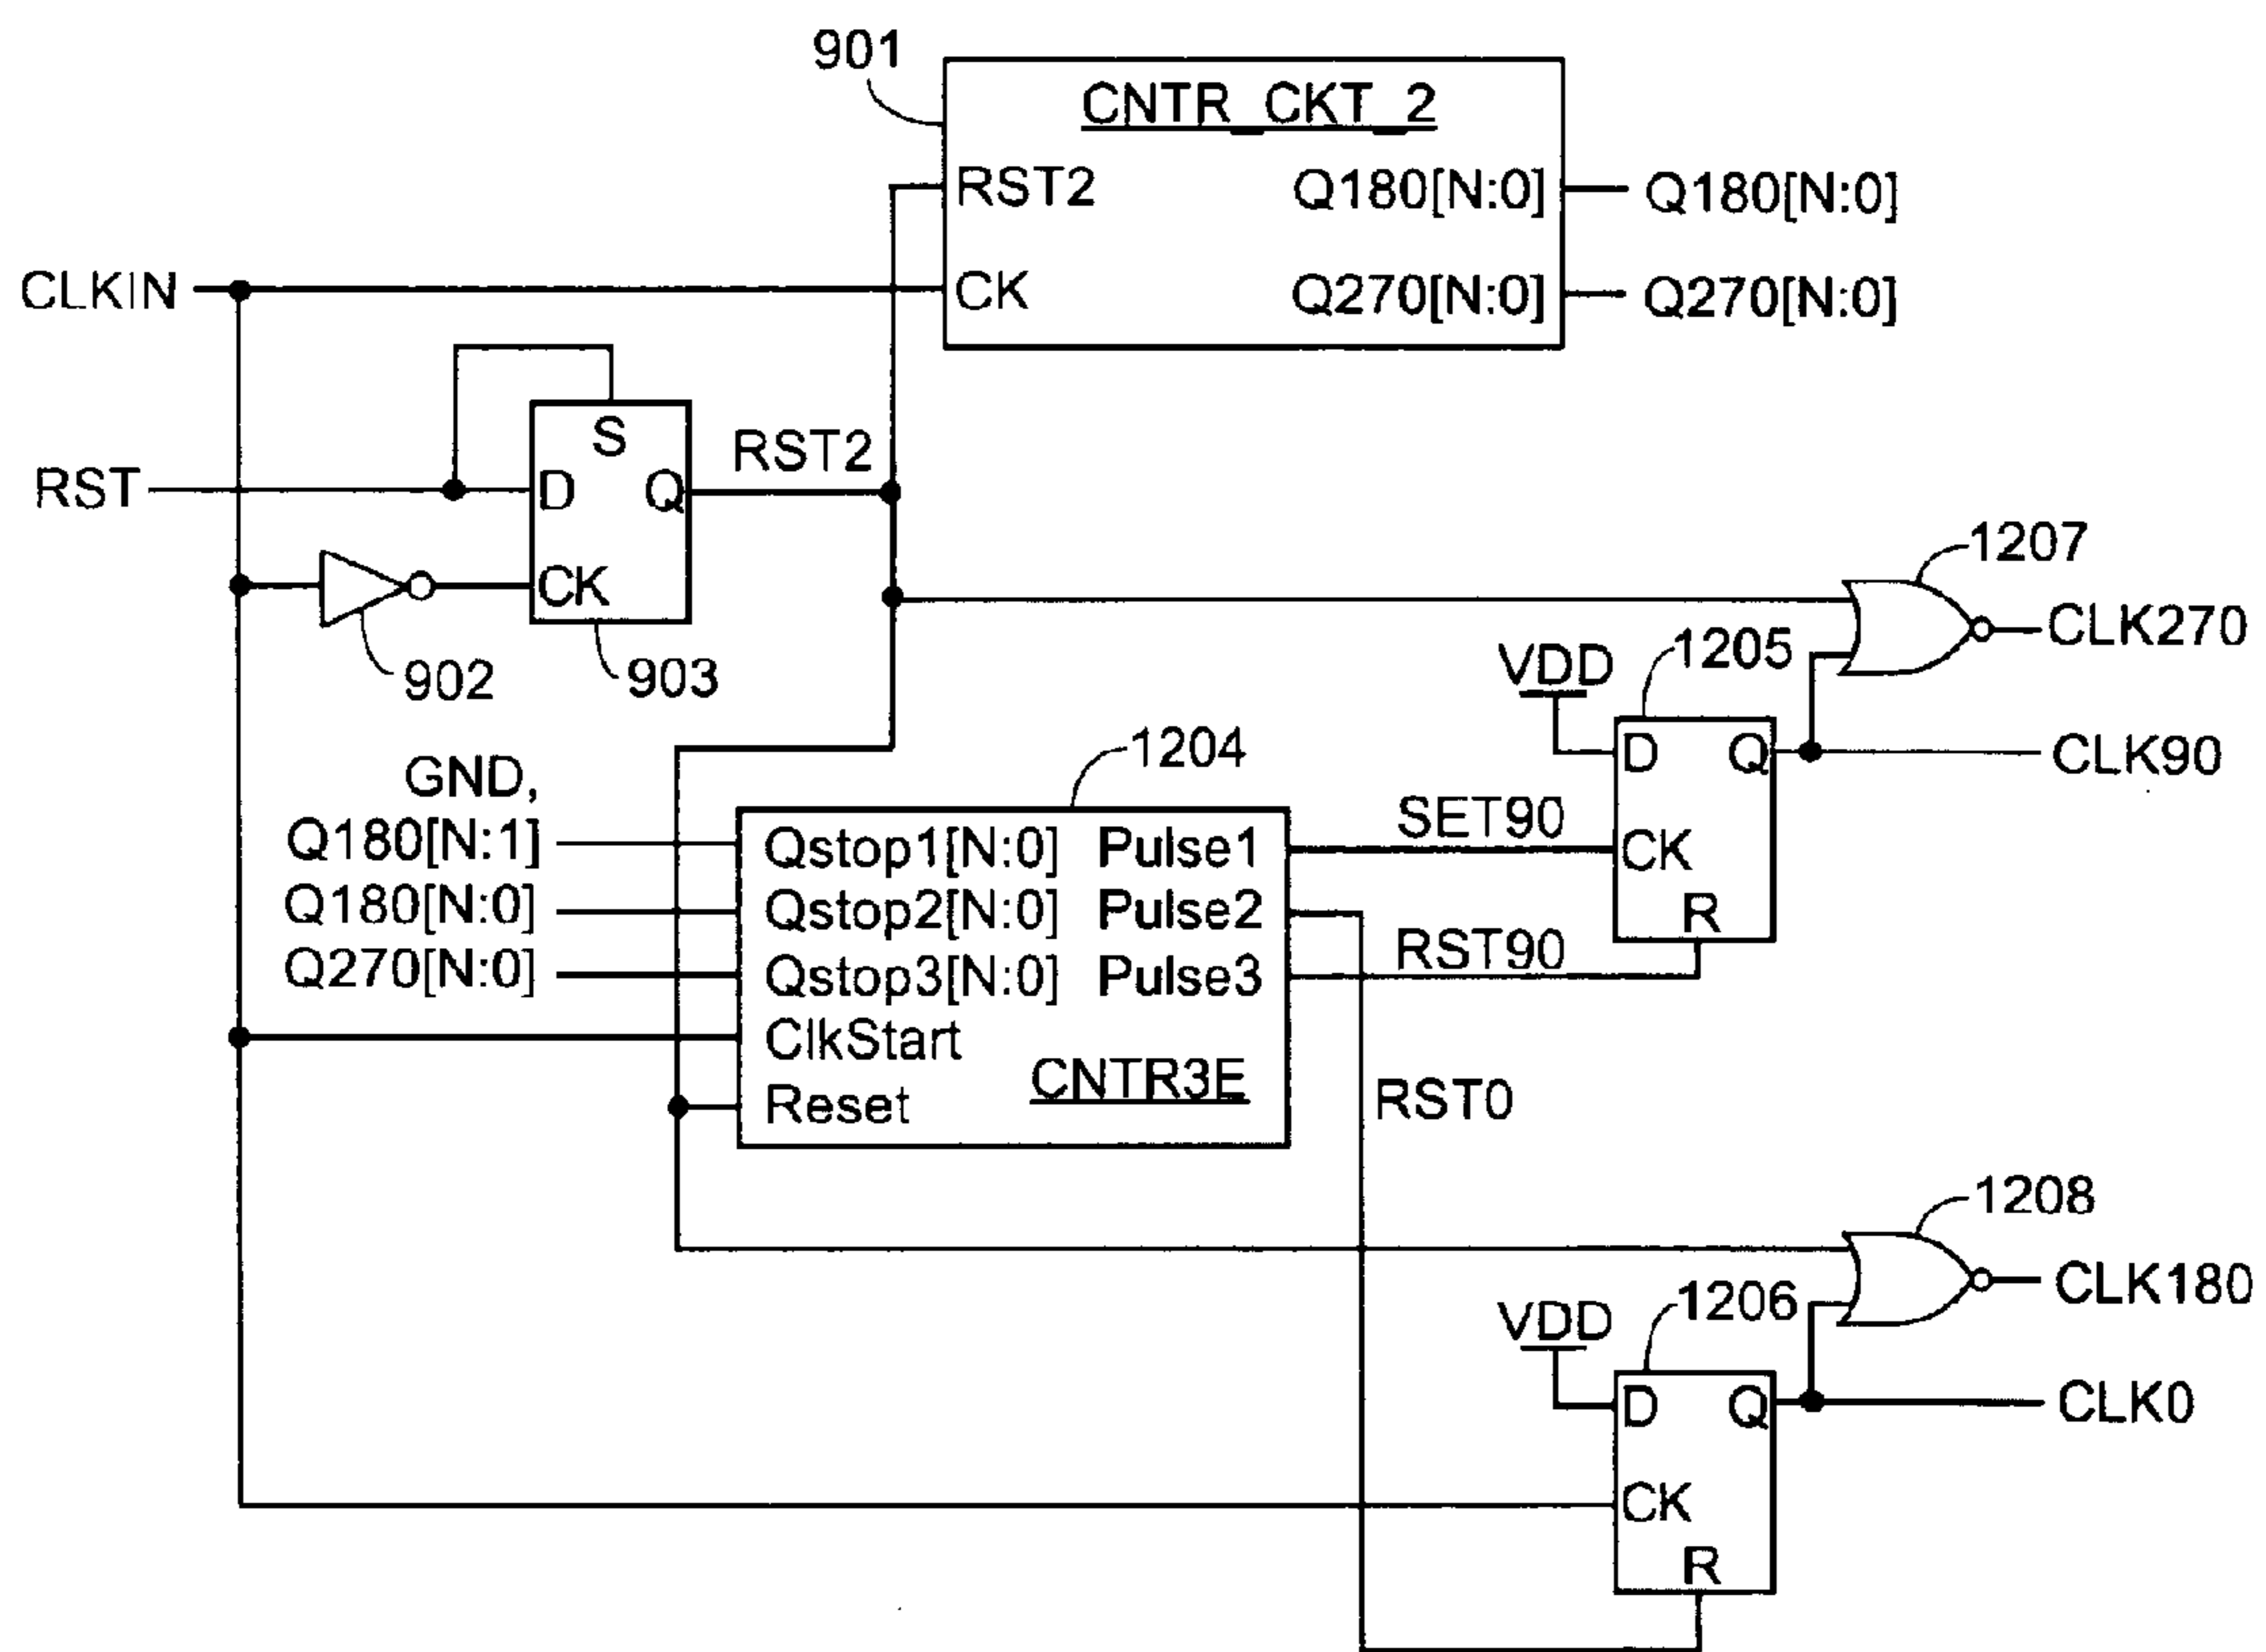 901
CNTR_CKT_2
RST2
Q180[N:0]
Q180[N:0]
CLKIN
CK
Q270[N:0]
Q270[N:0]
S
RST
D
Q
RST2
CK
902
903
1207
CLK270
VDD
1205
D
Q
CLK90
CK
R
1204
GND,
Q180[N:1]
Qstop1[N:0]
Pulse1
SET90
Q180[N:0]
Qstop2[N:0]
Pulse2
Q270[N:0]
Qstop3[N:0]
Pulse3
RST90
ClkStart
CNTR3E
Reset
RST0
1208
CLK180
VDD
1206
D
Q
CLK0
CK
R